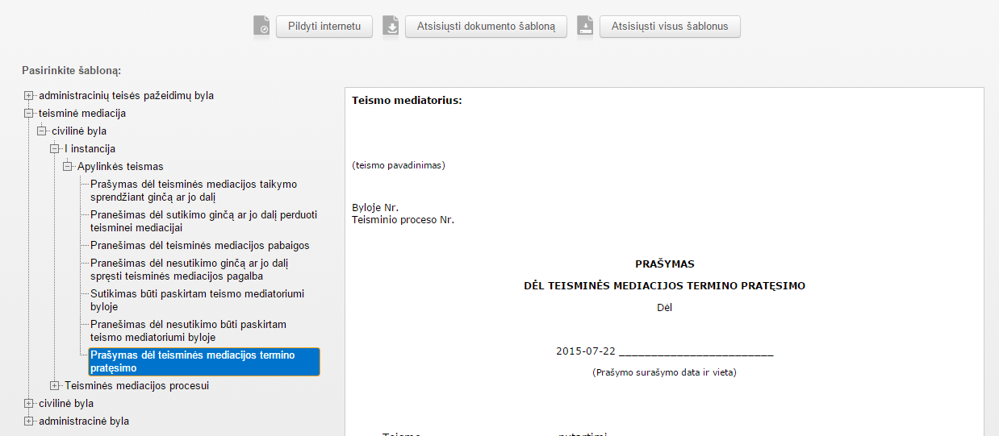 Pildyti internetu
Atsisiųsti dokumento šabloną
Atsisiųsti visus šablonus
Pasirinkite šabloną:
administracinių teisės pažeidimų byla
teisminė mediacija
civilinė byla
I instancija
Apylinkės teismas
Prašymas dėl teisminės mediacijos taikymo
sprendžiant ginčą ar jo dalį
Pranešimas dėl sutikimo ginčą ar jo dalį perduoti
teisminei mediacijai
Pranešimas dėl teisminės mediacijos pabaigos
Pranešimas dėl nesutikimo ginčą ar jo dalį
spręsti teisminės mediacijos pagalba
Sutikimas būti paskirtam teismo mediatoriumi
byloje
Pranešimas dėl nesutikimo būti paskirtam
teismo mediatoriumi byloje
Prašymas dėl teisminės mediacijos termino
pratęsimo
Teisminės mediacijos procesui
civilinė byla
administracinė byla
Teismo mediatorius:
(teismo pavadinimas)
Byloje Nr.
Teisminio proceso Nr.
PRAŠYMAS
DĖL TEISMINĖS MEDIACIJOS TERMINO PRATĘSIMO
Dėl
2015-07-22 ________________________
(Prašymo surašymo data ir vieta)
Teismo nutartimi